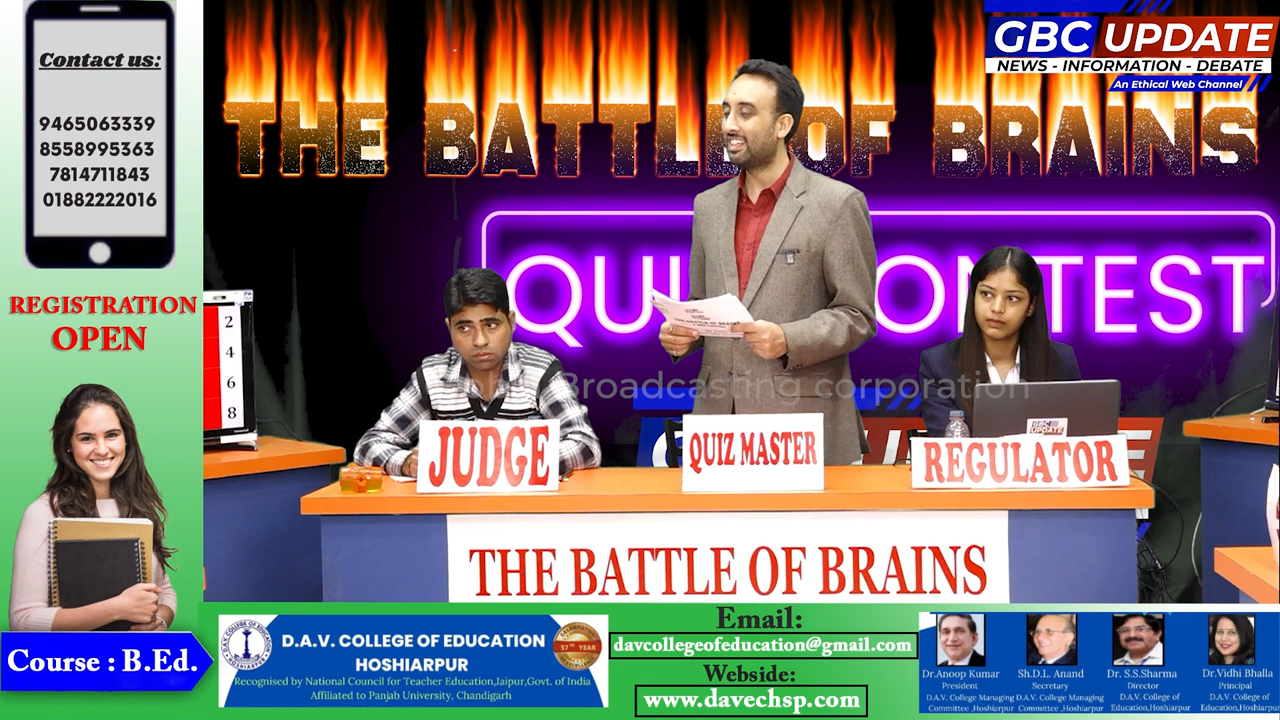 Contact us:
9465063339
8558995363
7814711843
01882222016
REGISTRATION
OPEN
Course : B.Ed.
GBC UPDATE
NEWS - INFORMATION - DEBATE
An Ethical Web Channel
THE BATTLE OF BRAINS
2
4
6
8
Broadcasting corporation
JUDGE
QUIZ MASTER
REGULATOR
GBC
UPDATE
THE BATTLE OF BRAINS
D.A.V. COLLEGE OF EDUCATION
HOSHIARPUR
Recognised by National Council for Teacher Education,Jaipur,Govt. of India
Affiliated to Panjab University, Chandigarh
57th YEAR
Email:
davcollegeofeducation@gmail.com
Webside:
www.davechsp.com
Dr.Anoop Kumar
President
D.A.V. College Managing
Committee ,Hoshiarpur
Sh.D.L. Anand
Secretary
D.A.V. College Managing
Committee ,Hoshiarpur
Dr. S.S.Sharma
Director
D.A.V. College of
Education,Hoshiarpur
Dr.Vidhi Bhalla
Principal
D.A.V. College of
Education,Hoshiarpur